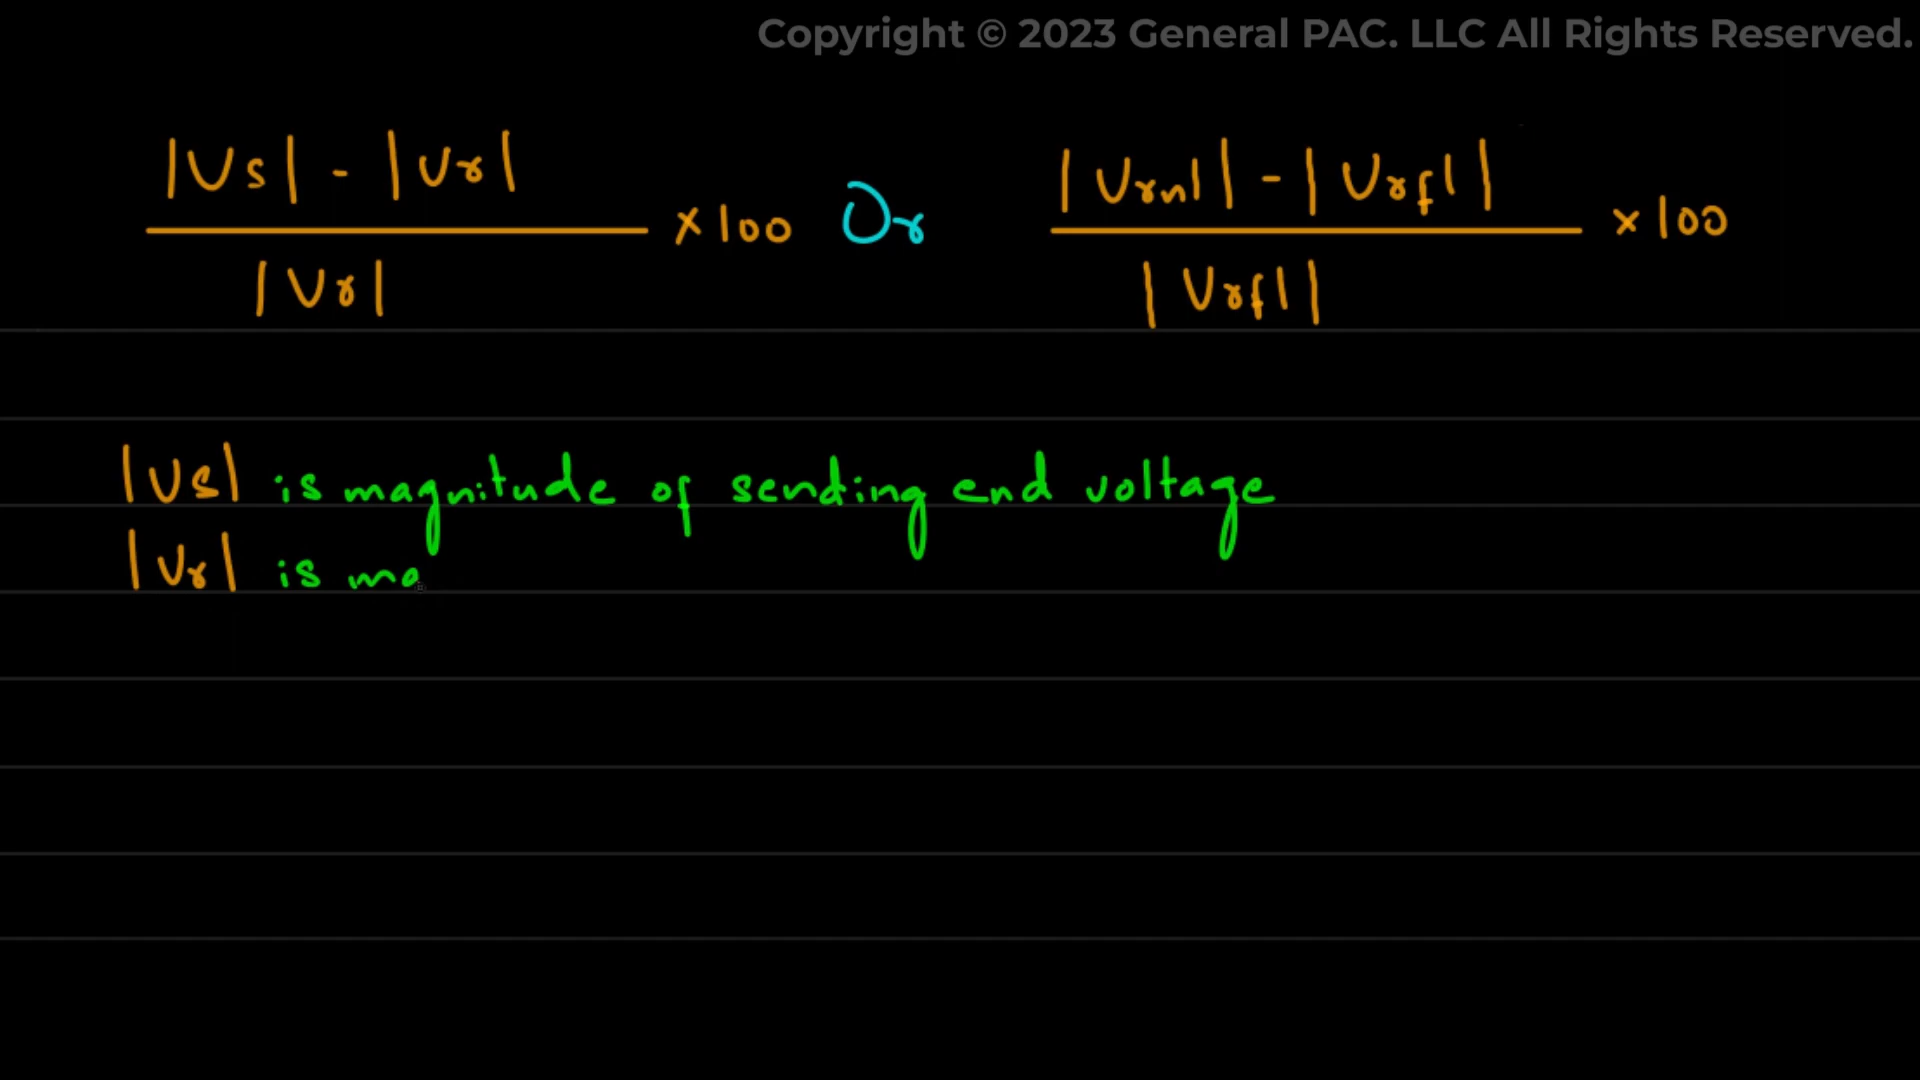 Copyright © 2023 General PAC. LLC All Rights Reserved.
|Vs| - |Vr|
|Vr|
×100 Or
|Vrnl| - |Vrfl|
|Vrfl|
×100
|Vs| is magnitude of sending end voltage
|Vr| is ma